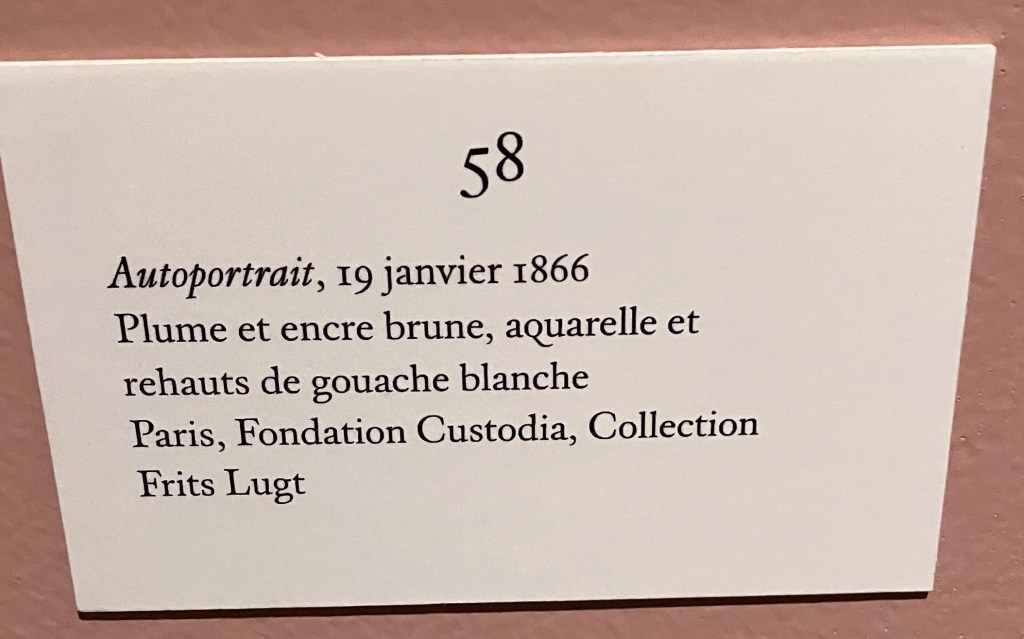 58
Autoportrait, 19 janvier 1866
Plume et encre brune, aquarelle et
rehauts de gouache blanche
Paris, Fondation Custodia, Collection
Frits Lugt